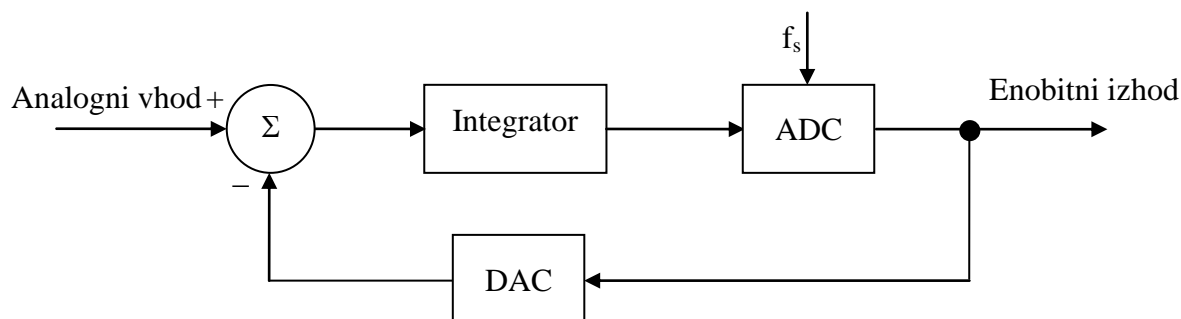 f_s
Analogni vhod +
Σ
Integrator
ADC
Enobitni izhod
−
DAC